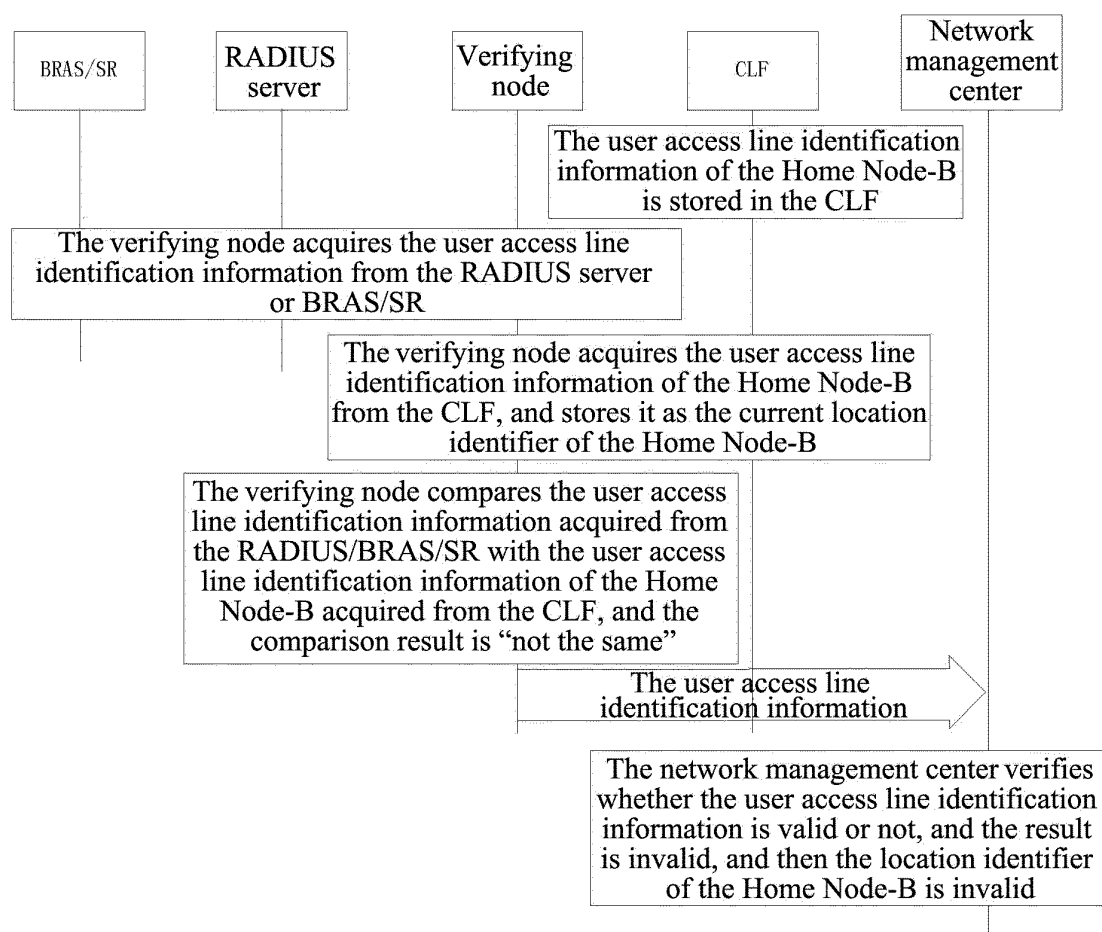 BRAS/SR
RADIUS
server
Verifying
node
CLF
Network
management
center
The user access line identification
information of the Home Node-B
is stored in the CLF
The verifying node acquires the user access line
identification information from the RADIUS server
or BRAS/SR
The verifying node acquires the user access line
identification information of the Home Node-B
from the CLF, and stores it as the current location
identifier of the Home Node-B
The verifying node compares the user access
line identification information acquired from
the RADIUS/BRAS/SR with the user access
line identification information of the Home
Node-B acquired from the CLF, and the
comparison result is “not the same”
The user access line
identification information
The network management center verifies
whether the user access line identification
information is valid or not, and the result
is invalid, and then the location identifier
of the Home Node-B is invalid